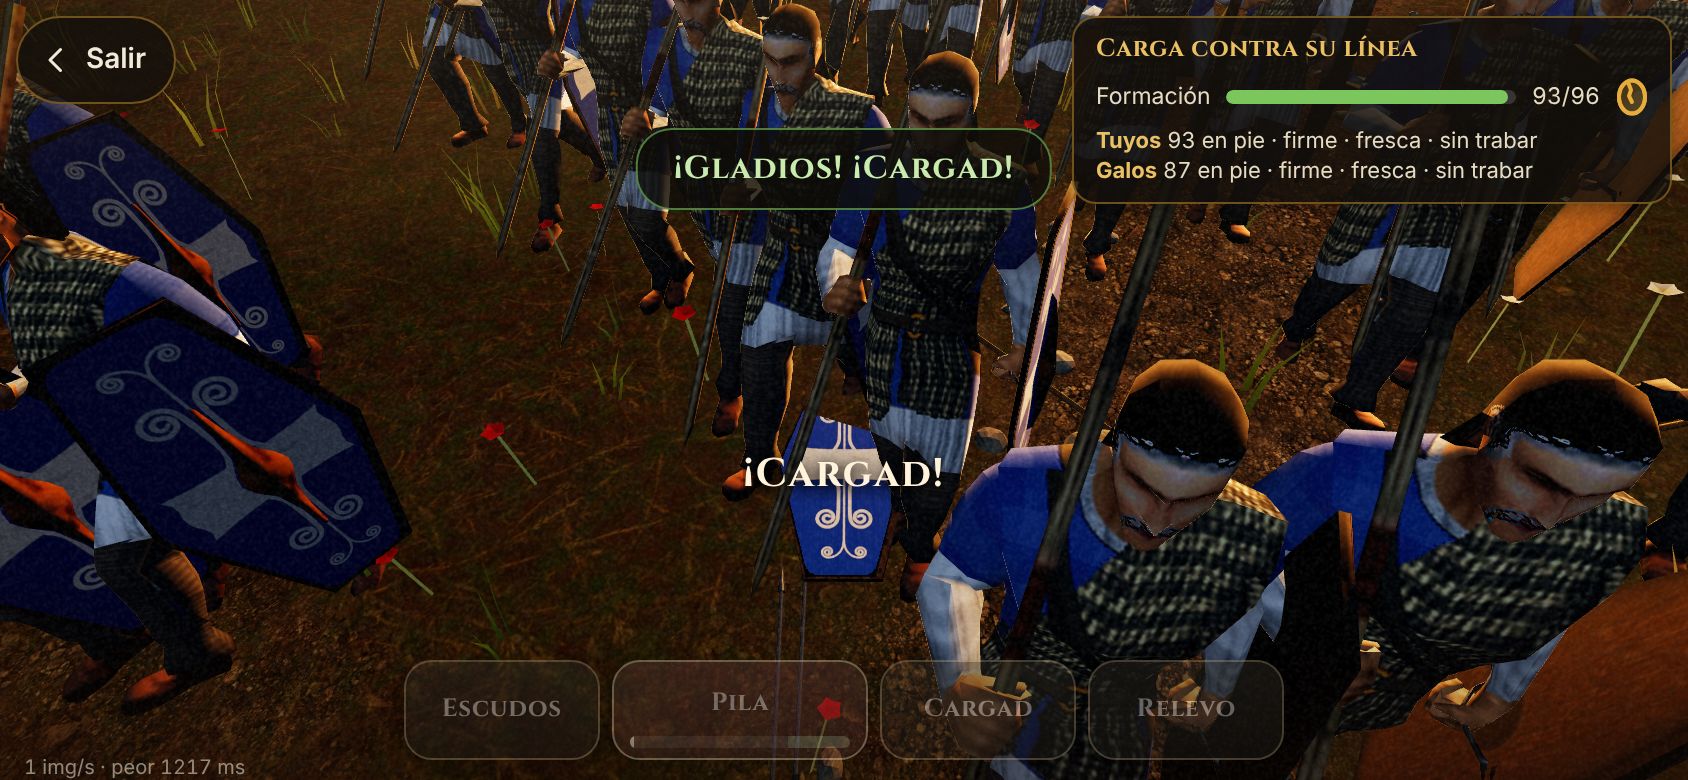 Salir
CARGA CONTRA SU LÍNEA
Formación 93/96
Tuyos 93 en pie · firme · fresca · sin trabar
Galos 87 en pie · firme · fresca · sin trabar
¡GLADIOS! ¡CARGAD!
¡CARGAD!
ESCUDOS
PILA
CARGAD
RELEVO
1 img/s · peor 1217 ms